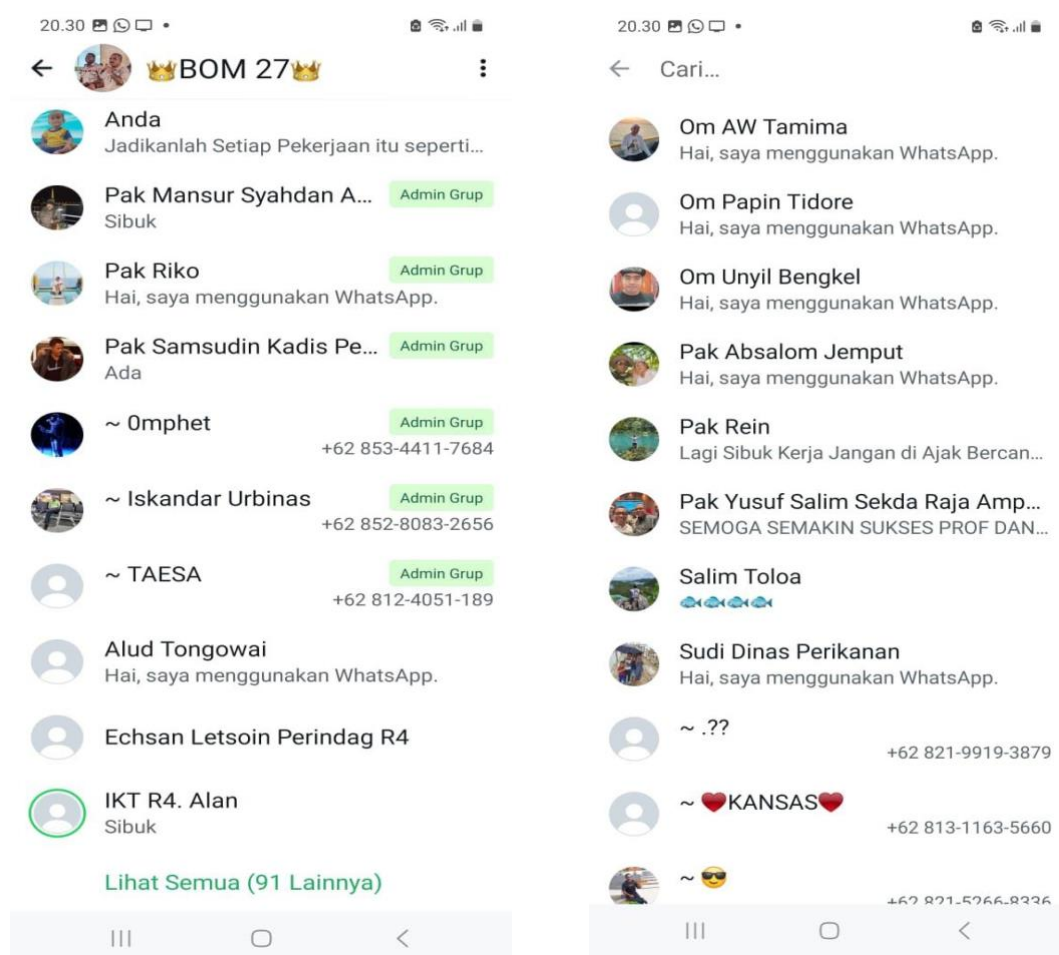 20.30
👑BOM 27👑
Anda
Jadikanlah Setiap Pekerjaan itu seperti...
Pak Mansur Syahdan A... Admin Grup
Sibuk
Pak Riko Admin Grup
Hai, saya menggunakan WhatsApp.
Pak Samsudin Kadis Pe... Admin Grup
Ada
~ 0mphet Admin Grup
+62 853-4411-7684
~ Iskandar Urbinas Admin Grup
+62 852-8083-2656
~ TAESA Admin Grup
+62 812-4051-189
Alud Tongowai
Hai, saya menggunakan WhatsApp.
Echsan Letsoin Perindag R4
IKT R4. Alan
Sibuk
Lihat Semua (91 Lainnya)
20.30
Cari...
Om AW Tamima
Hai, saya menggunakan WhatsApp.
Om Papin Tidore
Hai, saya menggunakan WhatsApp.
Om Unyil Bengkel
Hai, saya menggunakan WhatsApp.
Pak Absalom Jemput
Hai, saya menggunakan WhatsApp.
Pak Rein
Lagi Sibuk Kerja Jangan di Ajak Bercan...
Pak Yusuf Salim Sekda Raja Amp...
SEMOGA SEMAKIN SUKSES PROF DAN...
Salim Toloa
🐟🐟🐟🐟
Sudi Dinas Perikanan
Hai, saya menggunakan WhatsApp.
~ .??
+62 821-9919-3879
~ ❤️KANSAS❤️
+62 813-1163-5660
~ 😎
+62 821-5266-8336